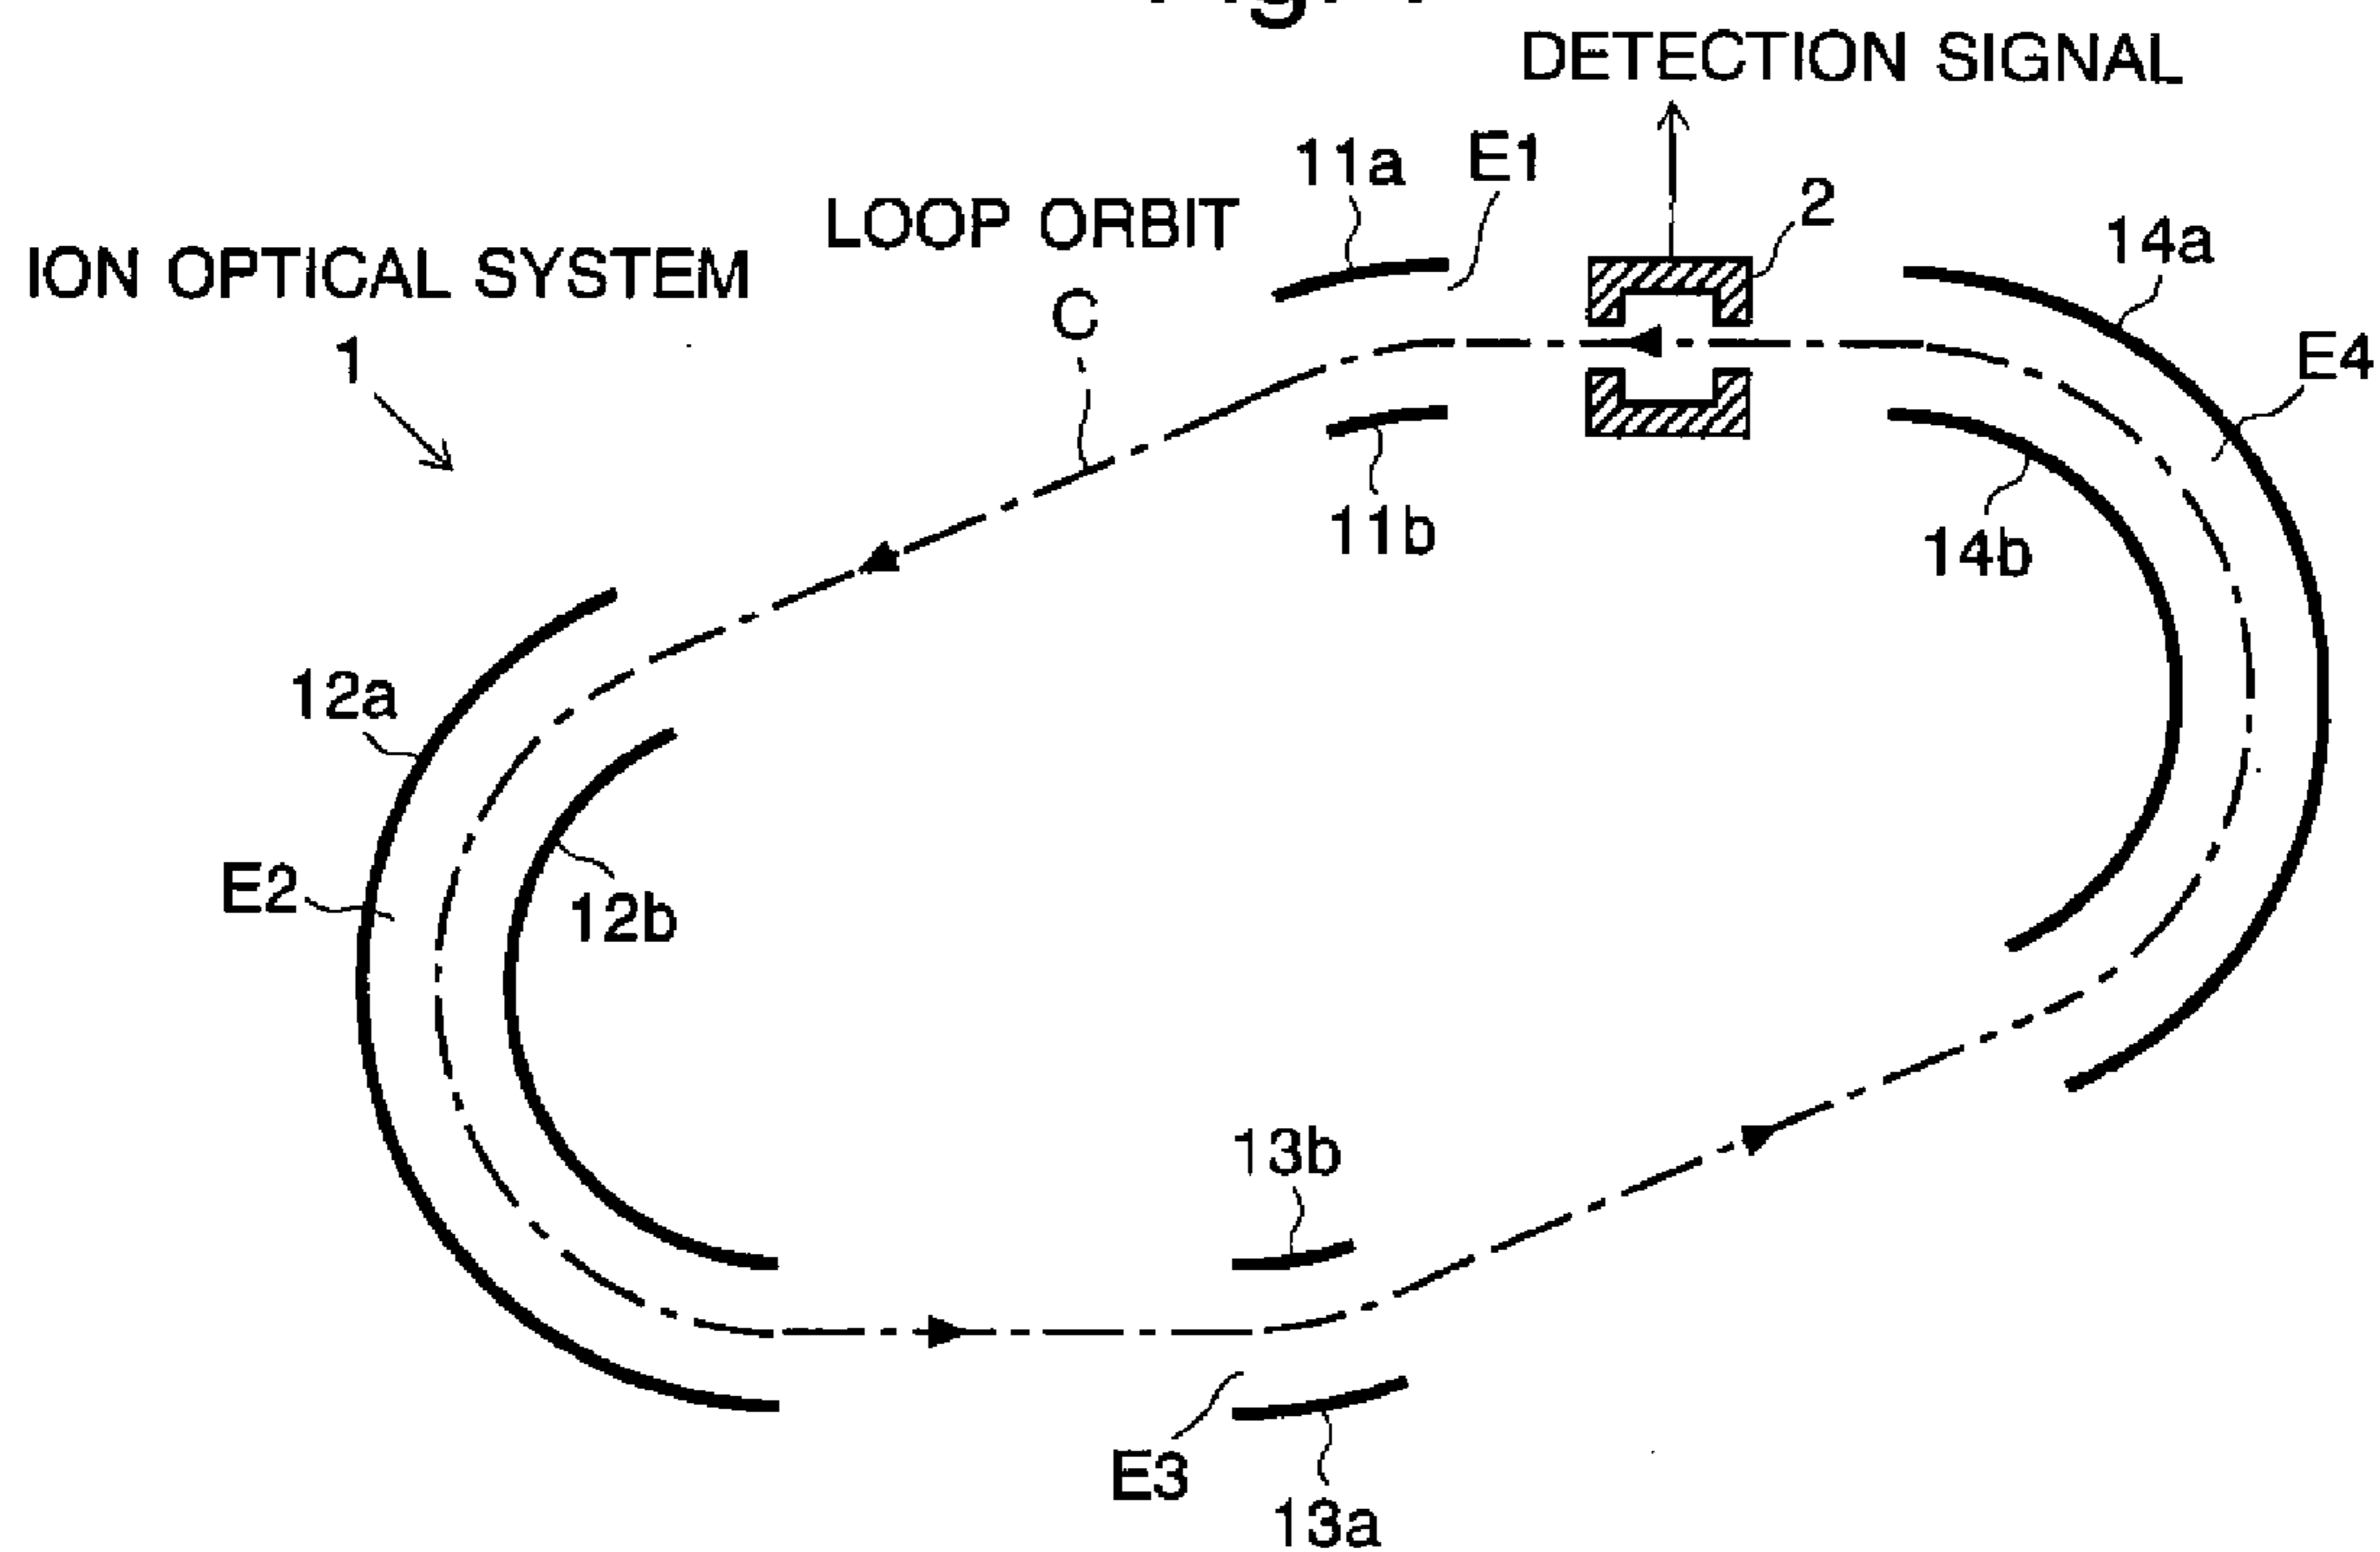 DETECTION SIGNAL
11a
E1
2
LOOP ORBIT
14a
ION OPTICAL SYSTEM
C
1
E4
11b
14b
12a
E2
12b
13b
E3
13a